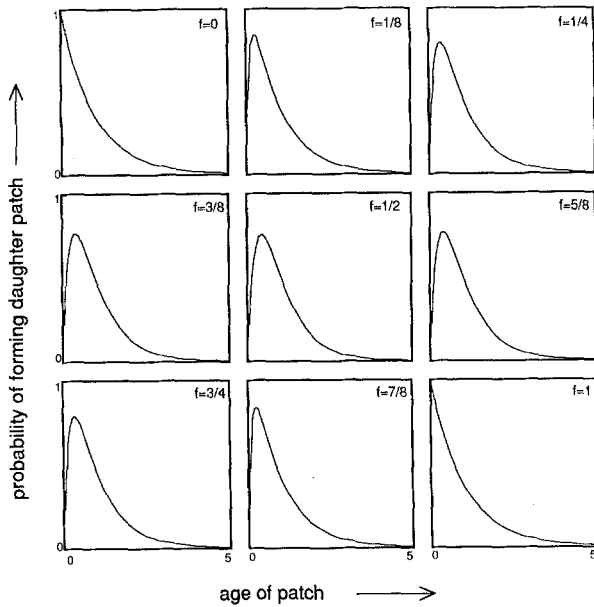 1
f=0
f=1/8
f=1/4
0
f=3/8
f=1/2
f=5/8
0
1
f=3/4
f=7/8
f=1
0
0
5
0
5
0
5
probability of forming daughter patch
age of patch